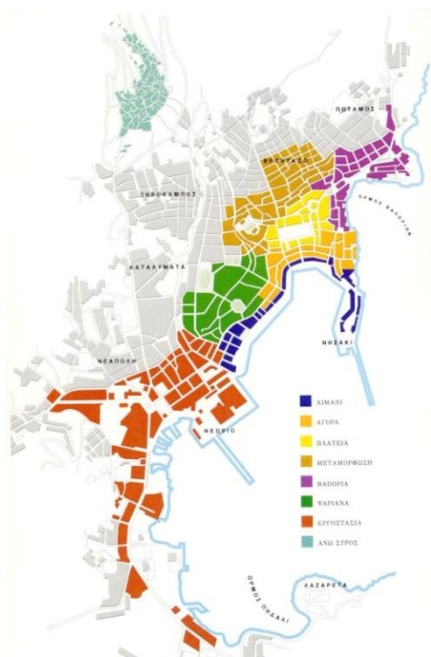 ΠΟΤΑΜΟΣ
ΒΡΟΝΤΑΔΟ
ΞΗΡΟΚΑΜΠΟΣ
ΟΡΜΟΣ ΒΑΠΟΡΙΩΝ
ΚΑΤΑΛΥΜΑΤΑ
ΝΗΣΑΚΙ
ΝΕΑΠΟΛΗ
ΝΕΩΡΙΟ
ΛΙΜΑΝΙ
ΑΓΟΡΑ
ΠΛΑΤΕΙΑ
ΜΕΤΑΜΟΡΦΩΣΗ
ΒΑΠΟΡΙΑ
ΨΑΡΙΑΝΑ
ΕΡΓΟΣΤΑΣΙΑ
ΑΝΩ ΣΥΡΟΣ
ΛΑΖΑΡΕΤΑ
ΟΡΜΟΣ ΠΗΔΑΛΙ